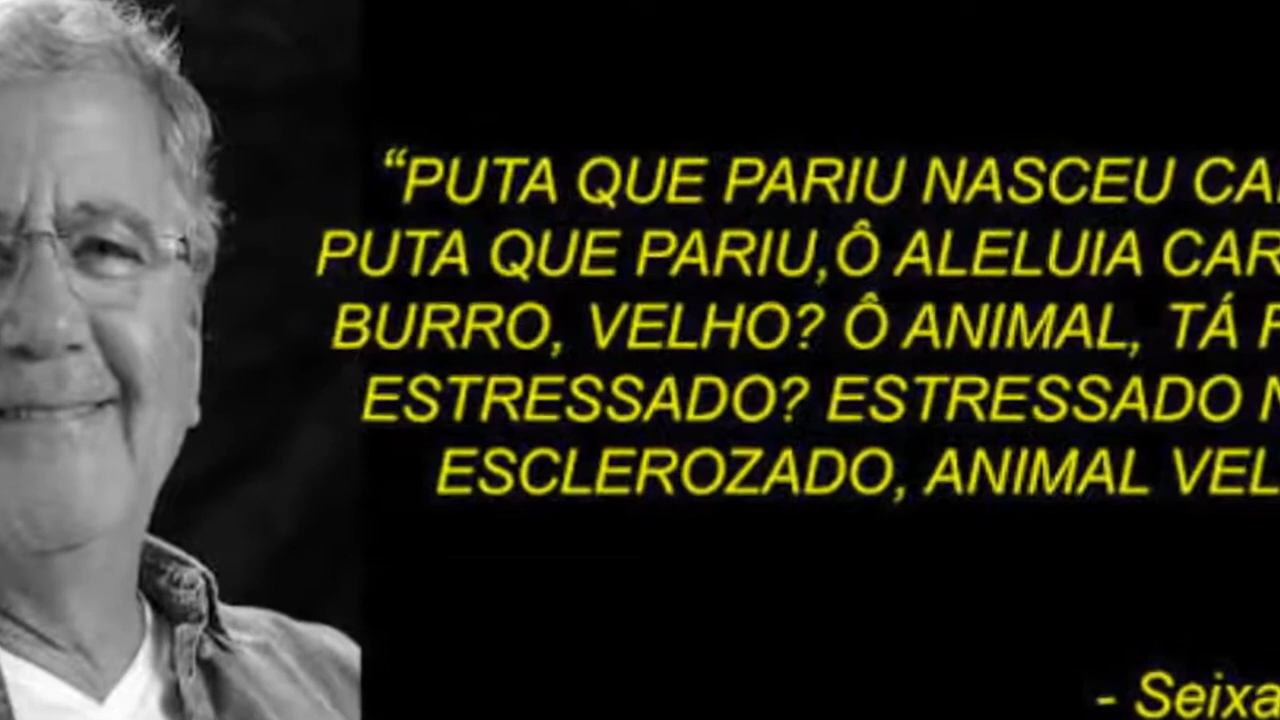 “PUTA QUE PARIU NASCEU
PUTA QUE PARIU,Ô ALELUIA
BURRO, VELHO? Ô ANIMAL, TÁ
ESTRESSADO? ESTRESSADO
ESCLEROZADO, ANIMAL
-